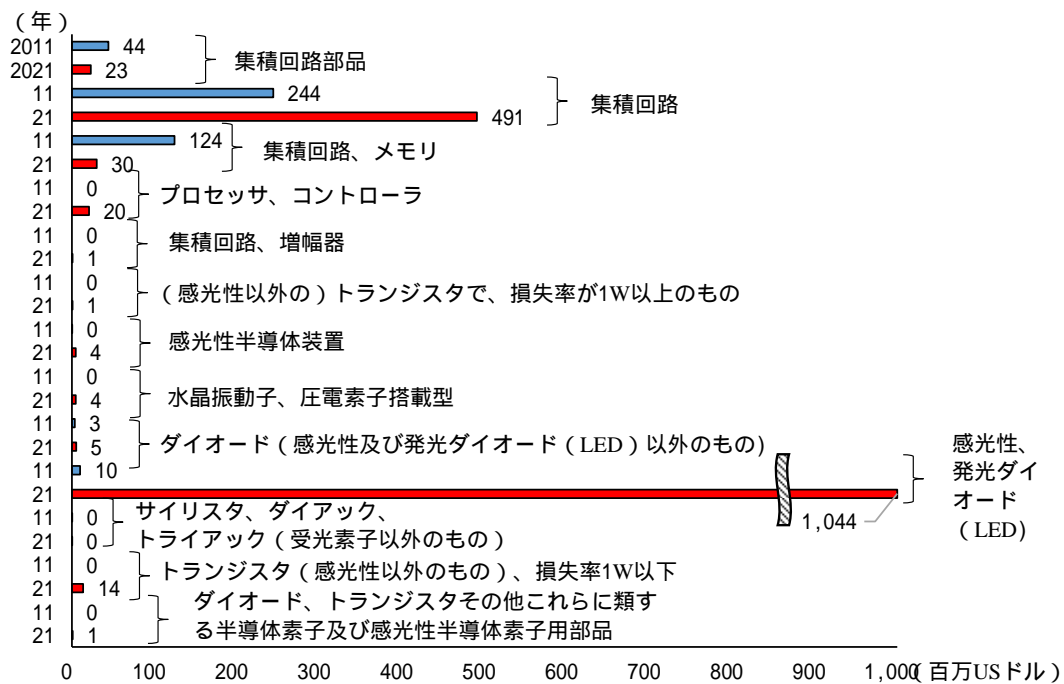 （年）
2011 44
2021 23
集積回路部品
11 244
21 491
集積回路
11 124
21 30
集積回路、メモリ
11 0
21 20
プロセッサ、コントローラ
11 0
21 1
集積回路、増幅器
11 0
21 1
（感光性以外の）トランジスタで、損失率が1W以上のもの
11 0
21 4
感光性半導体装置
11 0
21 4
水晶振動子、圧電素子搭載型
11 3
21 5
ダイオード（感光性及び発光ダイオード（LED）以外のもの)
11 10
21 1,044
感光性、
発光ダイ
オード
（LED)
11 0
21 0
サイリスタ、ダイアック、
トライアック（受光素子以外のもの）
11 0
21 14
トランジスタ（感光性以外のもの）、損失率1W以下
11 0
21 1
ダイオード、トランジスタその他これらに類す
る半導体素子及び感光性半導体素子用部品
0 100 200 300 400 500 600 700 800 900 1,000（百万USドル）